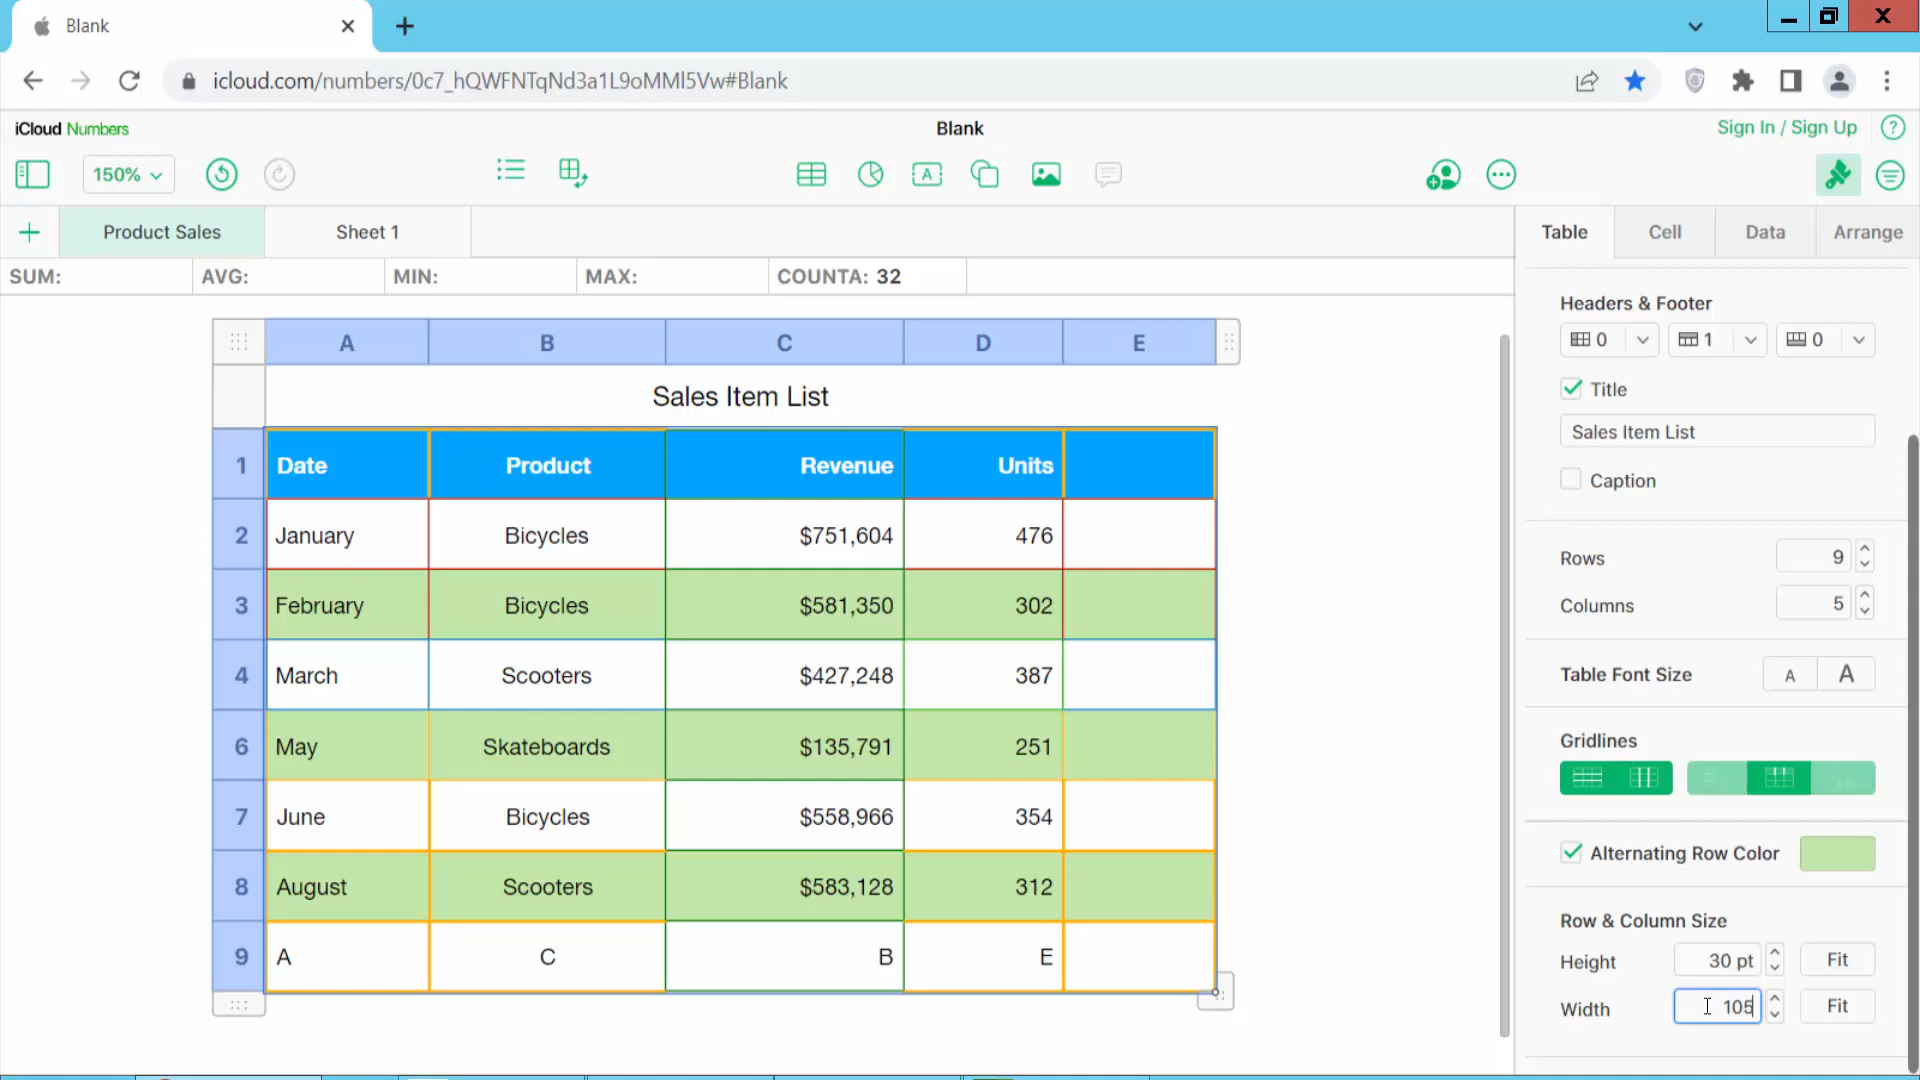 Blank
icloud.com/numbers/0c7_hQWFNTqNd3a1L9oMMl5Vw#Blank
iCloud Numbers
Blank
Sign In / Sign Up
?
150%
A
Product Sales
Sheet 1
Table
Cell
Data
Arrange
SUM:
AVG:
MIN:
MAX:
COUNTA: 32
Headers & Footer
0
1
0
Title
Sales Item List
Caption
Rows
9
Columns
5
Table Font Size
A
A
Gridlines
Alternating Row Color
Row & Column Size
Height
30 pt
Fit
Width
105
Fit
A
B
C
D
E
Sales Item List
1
Date
Product
Revenue
Units
2
January
Bicycles
$751,604
476
3
February
Bicycles
$581,350
302
4
March
Scooters
$427,248
387
6
May
Skateboards
$135,791
251
7
June
Bicycles
$558,966
354
8
August
Scooters
$583,128
312
9
A
C
B
E